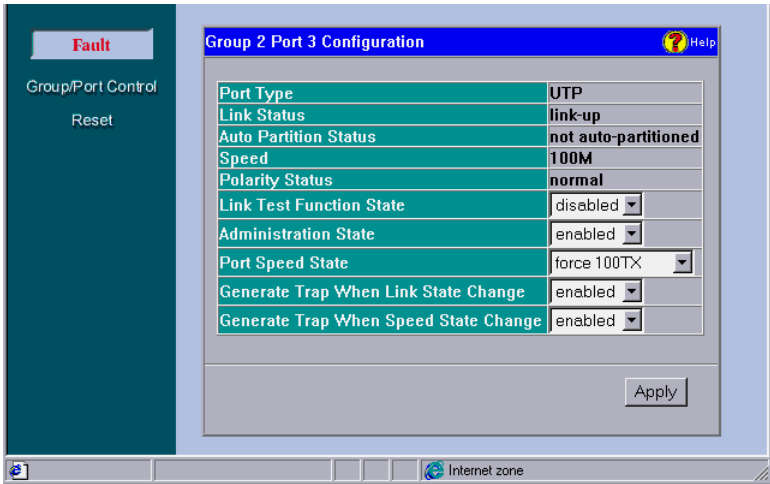 Fault
Group/Port Control
Reset
Group 2 Port 3 Configuration
Help
Port Type UTP
Link Status link-up
Auto Partition Status not auto-partitioned
Speed 100M
Polarity Status normal
Link Test Function State disabled
Administration State enabled
Port Speed State force 100TX
Generate Trap When Link State Change enabled
Generate Trap When Speed State Change enabled
Apply
Internet zone